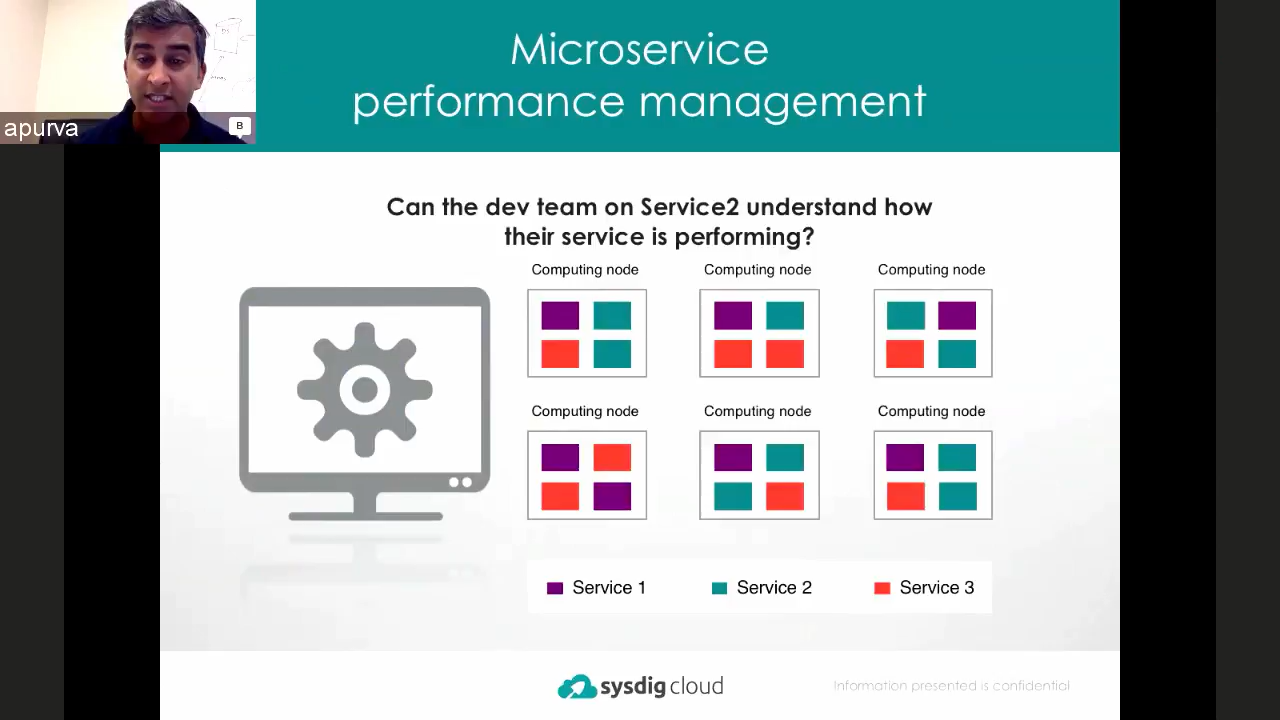 Microservice
performance management
apurva
B
Can the dev team on Service2 understand how
their service is performing?
Computing node
Computing node
Computing node
Computing node
Computing node
Computing node
Service 1
Service 2
Service 3
sysdig cloud
Information presented is confidential